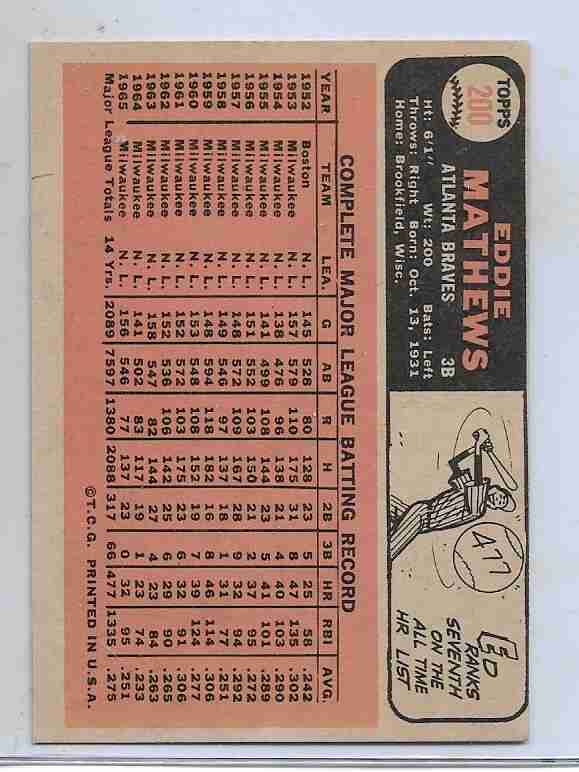 TOPPS
200
EDDIE
MATHEWS
ATLANTA BRAVES 3B
Ht: 6'1" Wt: 200 Bats: Left
Throws: Right Born: Oct. 13, 1931
Home: Brookfield, Wisc.
477
ED
RANKS
SEVENTH
ON THE
ALL TIME
HR LIST
COMPLETE MAJOR LEAGUE BATTING RECORD
YEAR TEAM LEA. G AB R H 2B 3B HR RBI AVG.
1952 Boston N. L. 145 528 80 128 23 5 25 58 .242
1953 Milwaukee N. L. 157 579 110 175 31 8 47 135 .302
1954 Milwaukee N. L. 138 476 96 138 21 4 40 103 .290
1955 Milwaukee N. L. 141 499 108 144 23 5 41 101 .289
1956 Milwaukee N. L. 151 552 103 150 21 2 37 95 .272
1957 Milwaukee N. L. 148 572 109 167 28 9 32 94 .292
1958 Milwaukee N. L. 149 546 97 137 18 1 31 77 .251
1959 Milwaukee N. L. 148 594 118 182 16 8 46 114 .306
1960 Milwaukee N. L. 153 548 108 152 19 7 39 124 .277
1961 Milwaukee N. L. 152 572 103 175 23 6 32 91 .306
1962 Milwaukee N. L. 152 536 106 142 25 6 29 90 .265
1963 Milwaukee N. L. 158 547 82 144 27 4 23 84 .263
1964 Milwaukee N. L. 141 502 83 117 19 1 23 74 .233
1965 Milwaukee N. L. 156 546 77 137 23 0 32 95 .251
Major League Totals 14 Yrs. 2089 7597 1380 2088 317 66 477 1335 .275
© T.C.G. PRINTED IN U.S.A.